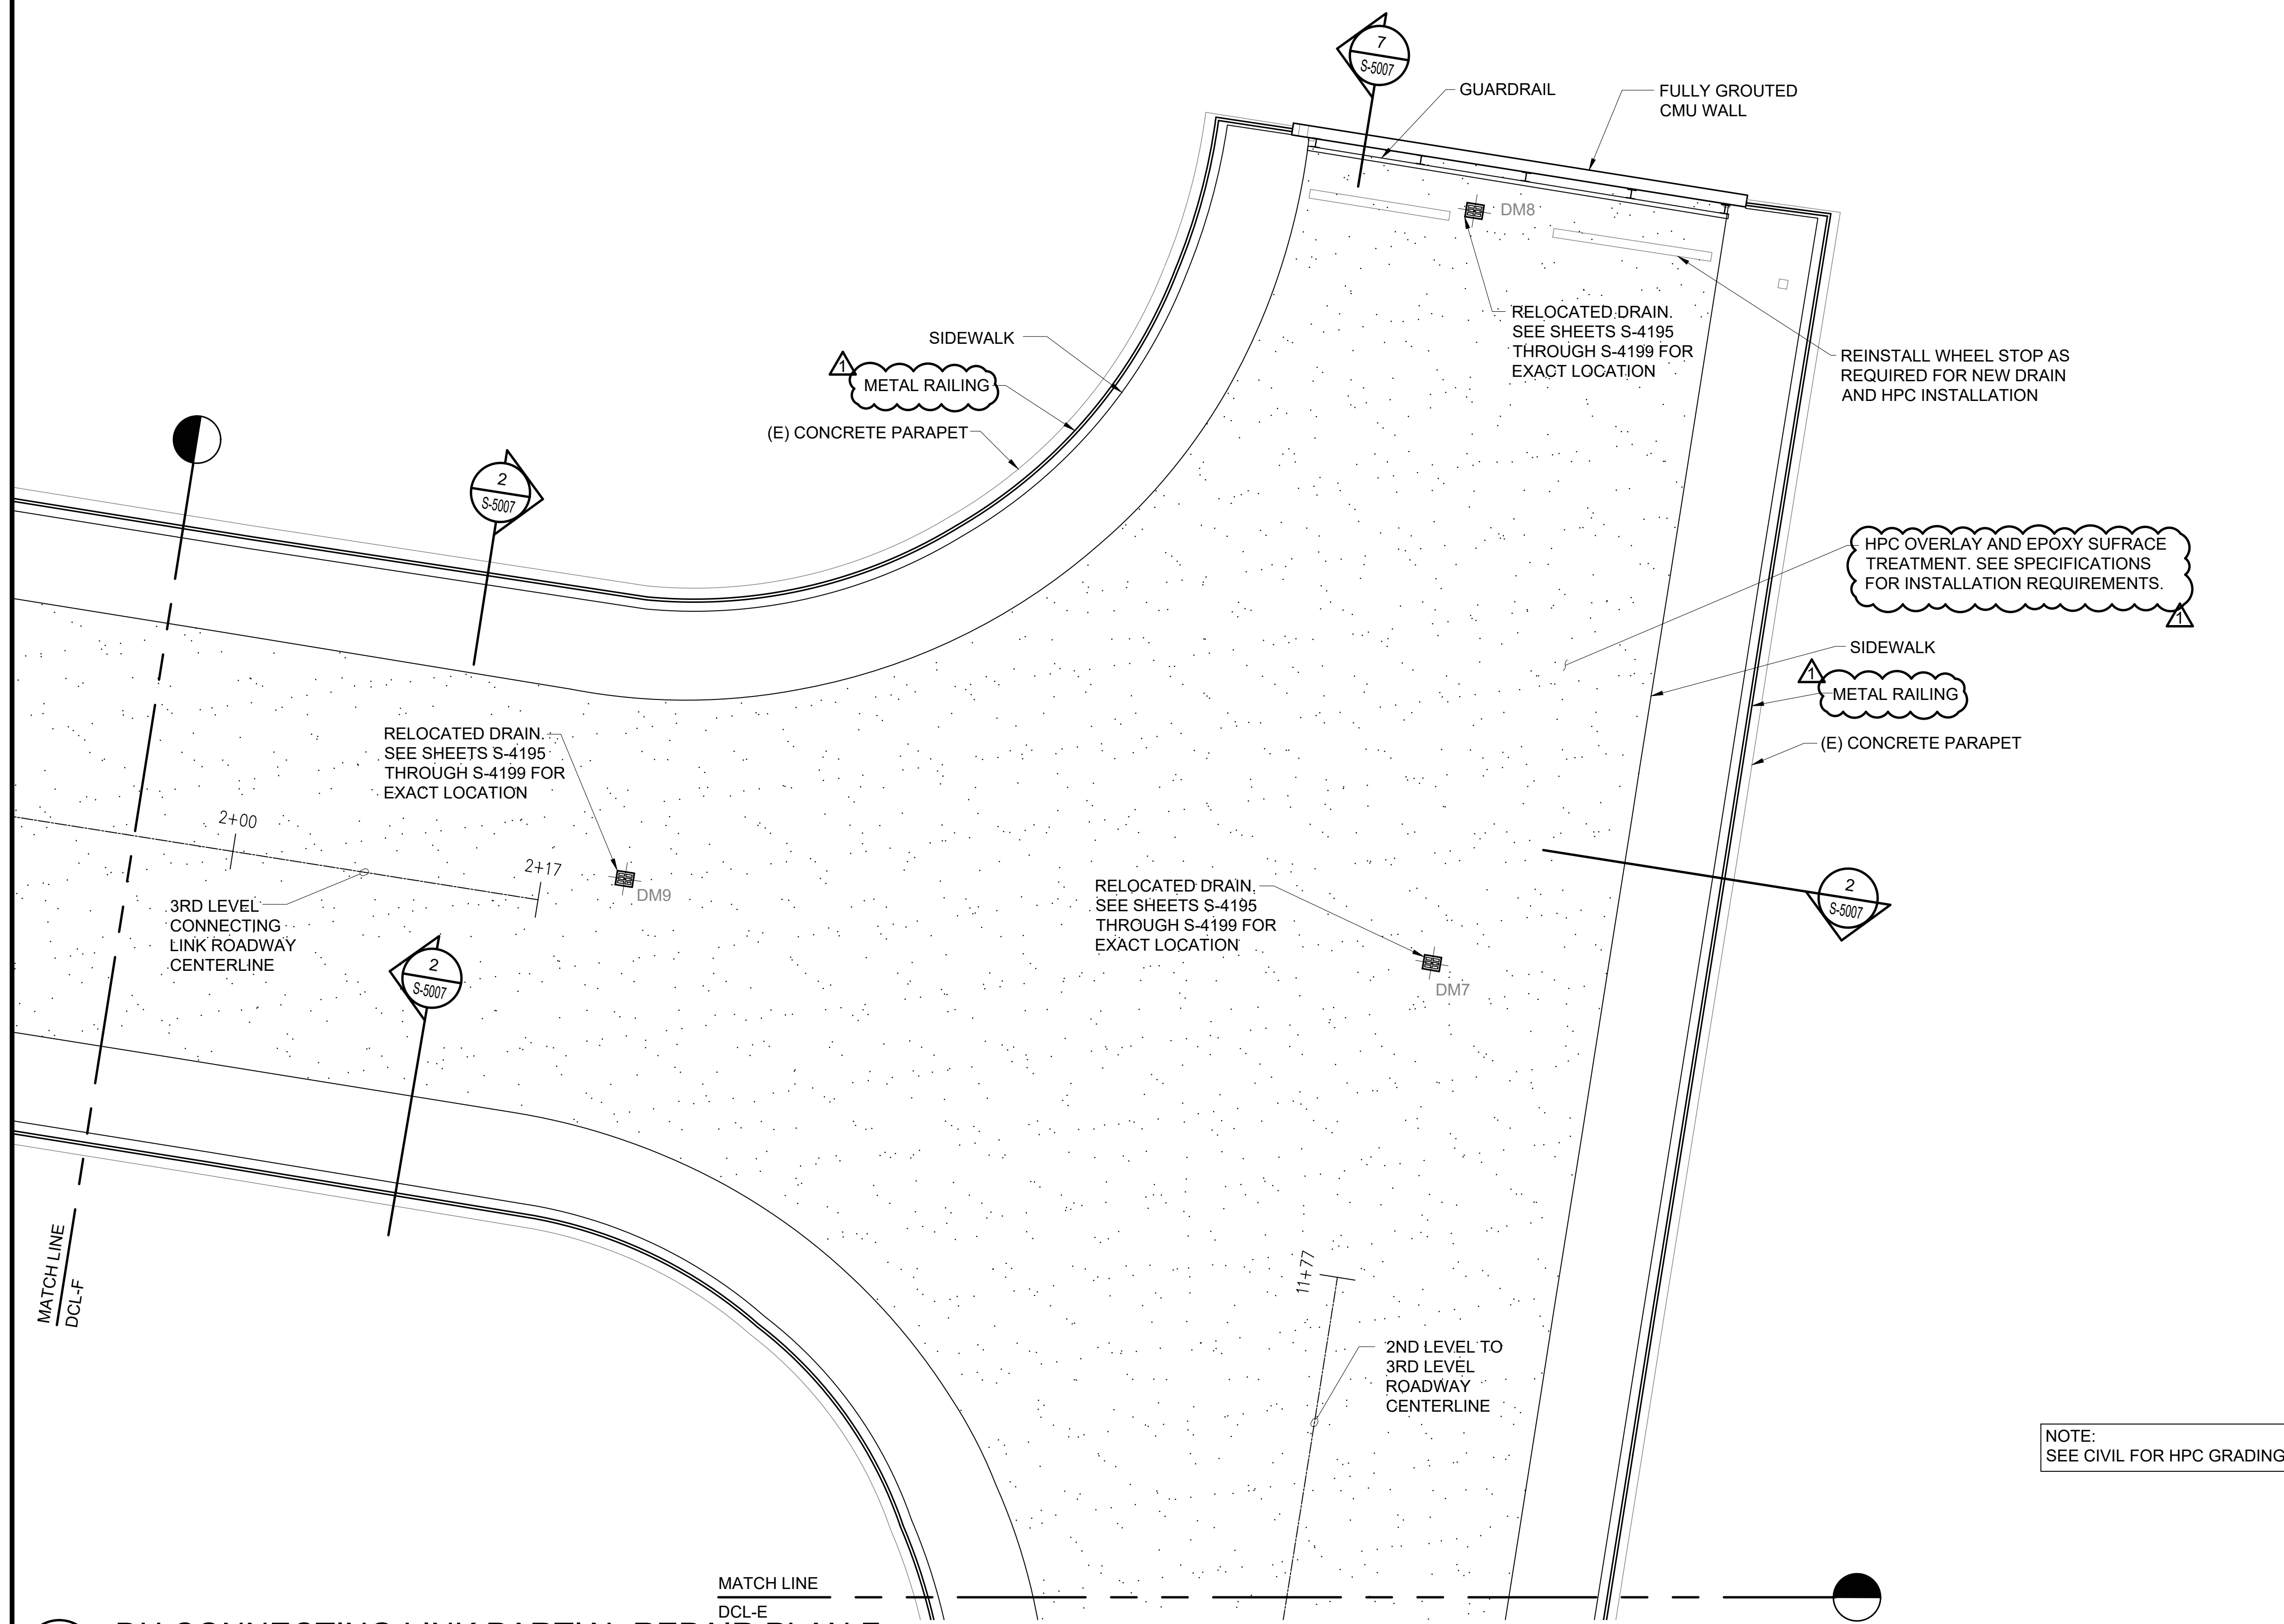 7
S-5007
GUARDRAIL
FULLY GROUTED
CMU WALL
DM8
RELOCATED DRAIN.
SEE SHEETS S-4195
THROUGH S-4199 FOR
EXACT LOCATION
SIDEWALK
1
METAL RAILING
(E) CONCRETE PARAPET
REINSTALL WHEEL STOP AS
REQUIRED FOR NEW DRAIN
AND HPC INSTALLATION
2
S-5007
HPC OVERLAY AND EPOXY SUFRACE
TREATMENT. SEE SPECIFICATIONS
FOR INSTALLATION REQUIREMENTS.
1
SIDEWALK
1
METAL RAILING
(E) CONCRETE PARAPET
RELOCATED DRAIN.
SEE SHEETS S-4195
THROUGH S-4199 FOR
EXACT LOCATION
2+00
2+17
DM9
3RD LEVEL
CONNECTING
LINK ROADWAY
CENTERLINE
RELOCATED DRAIN.
SEE SHEETS S-4195
THROUGH S-4199 FOR
EXACT LOCATION
DM7
2
S-5007
2
S-5007
MATCH LINE
DCL-F
11+77
2ND LEVEL TO
3RD LEVEL
ROADWAY
CENTERLINE
NOTE:
SEE CIVIL FOR HPC GRADING
MATCH LINE
DCL-E